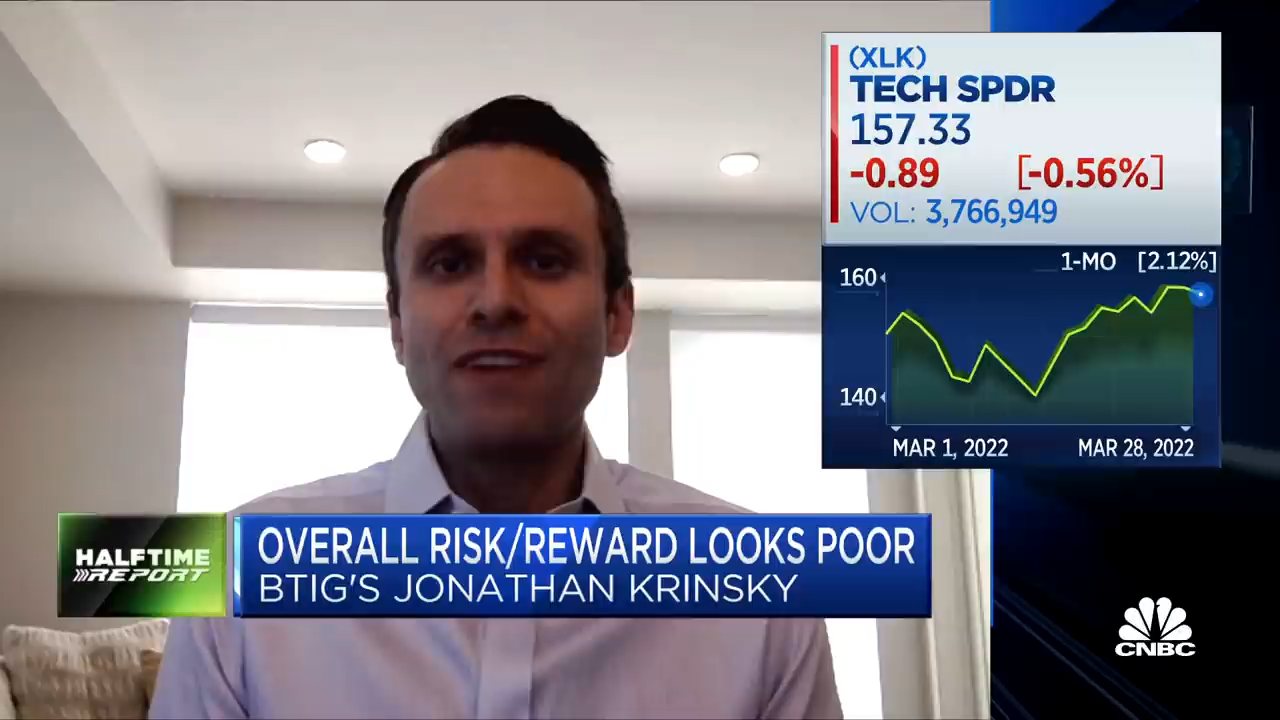 (XLK)
TECH SPDR
157.33
-0.89 [-0.56%]
VOL: 3,766,949
1-MO [2.12%]
160
140
MAR 1, 2022 MAR 28, 2022
HALFTIME
REPORT
OVERALL RISK/REWARD LOOKS POOR
BTIG'S JONATHAN KRINSKY
CNBC